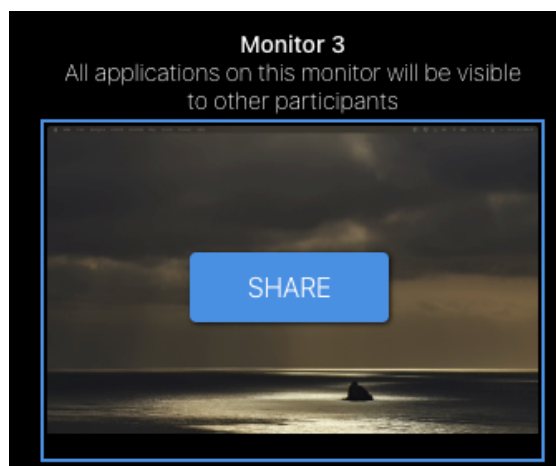 Monitor 3
All applications on this monitor will be visible
to other participants
SHARE